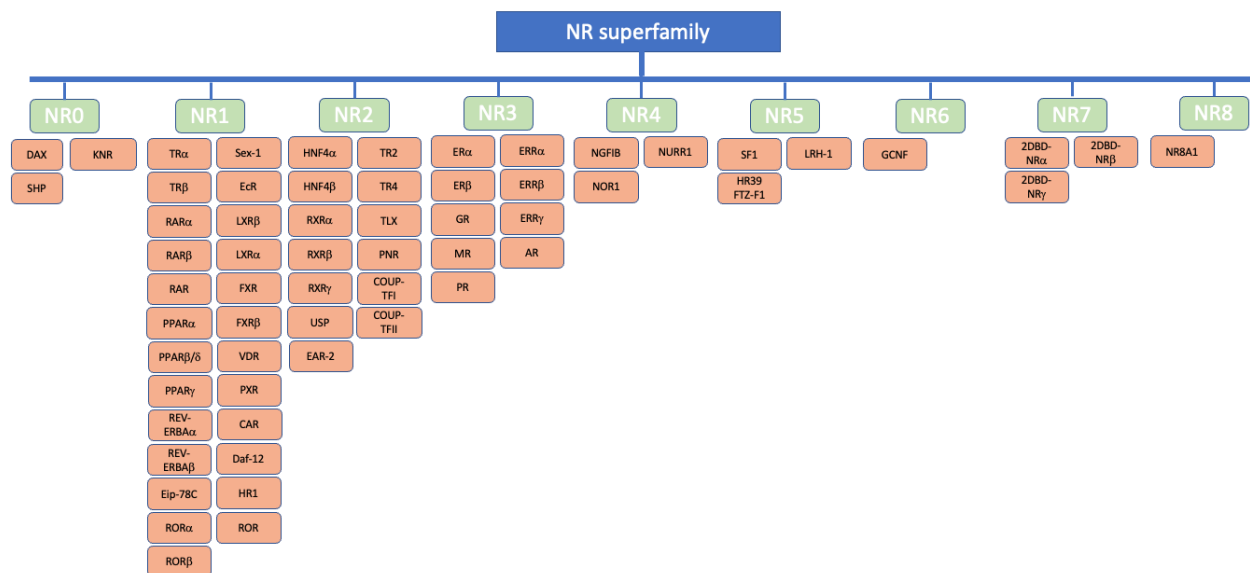 NR superfamily
NR0
NR1
NR2
NR3
NR4
NR5
NR6
NR7
NR8
DAX
KNR
SHP
TRα
Sex-1
TRβ
EcR
RARα
LXRβ
RARβ
LXRα
RAR
FXR
PPARα
FXRβ
PPARβ/δ
VDR
PPARγ
PXR
REV-
ERBAα
CAR
REV-
ERBAβ
Daf-12
Eip-78C
HR1
RORα
ROR
RORβ
HNF4α
TR2
HNF4β
TR4
RXRα
TLX
RXRβ
PNR
RXRγ
COUP-
TFI
USP
COUP-
TFII
EAR-2
ERα
ERRα
ERβ
ERRβ
GR
ERRγ
MR
AR
PR
NGFIB
NURR1
NOR1
SF1
LRH-1
HR39
FTZ-F1
GCNF
2DBD-
NRα
2DBD-
NRβ
2DBD-
NRγ
NR8A1